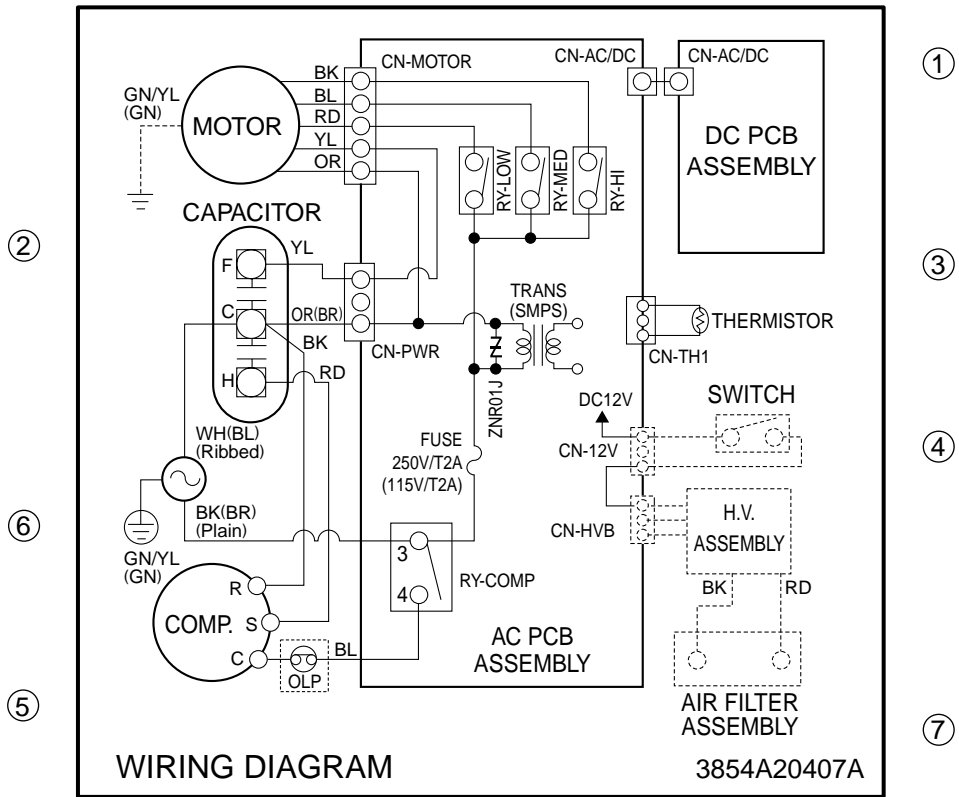 CN-MOTOR
CN-AC/DC
CN-AC/DC
①
BK
GN/YL
(GN)
BL
RD
MOTOR
YL
OR
DC PCB
ASSEMBLY
RY-LOW
RY-MED
RY-HI
CAPACITOR
②
YL
③
F
TRANS
(SMPS)
C
OR(BR)
THERMISTOR
BK
CN-PWR
CN-TH1
H
RD
ZNR01J
DC12V
SWITCH
WH(BL)
(Ribbed)
FUSE
250V/T2A
(115V/T2A)
CN-12V
④
BK(BR)
(Plain)
⑥
GN/YL
(GN)
CN-HVB
H.V.
ASSEMBLY
3
RY-COMP
4
BK
RD
R
COMP.
S
C
BL
OLP
AC PCB
ASSEMBLY
AIR FILTER
ASSEMBLY
⑤
⑦
WIRING DIAGRAM
3854A20407A